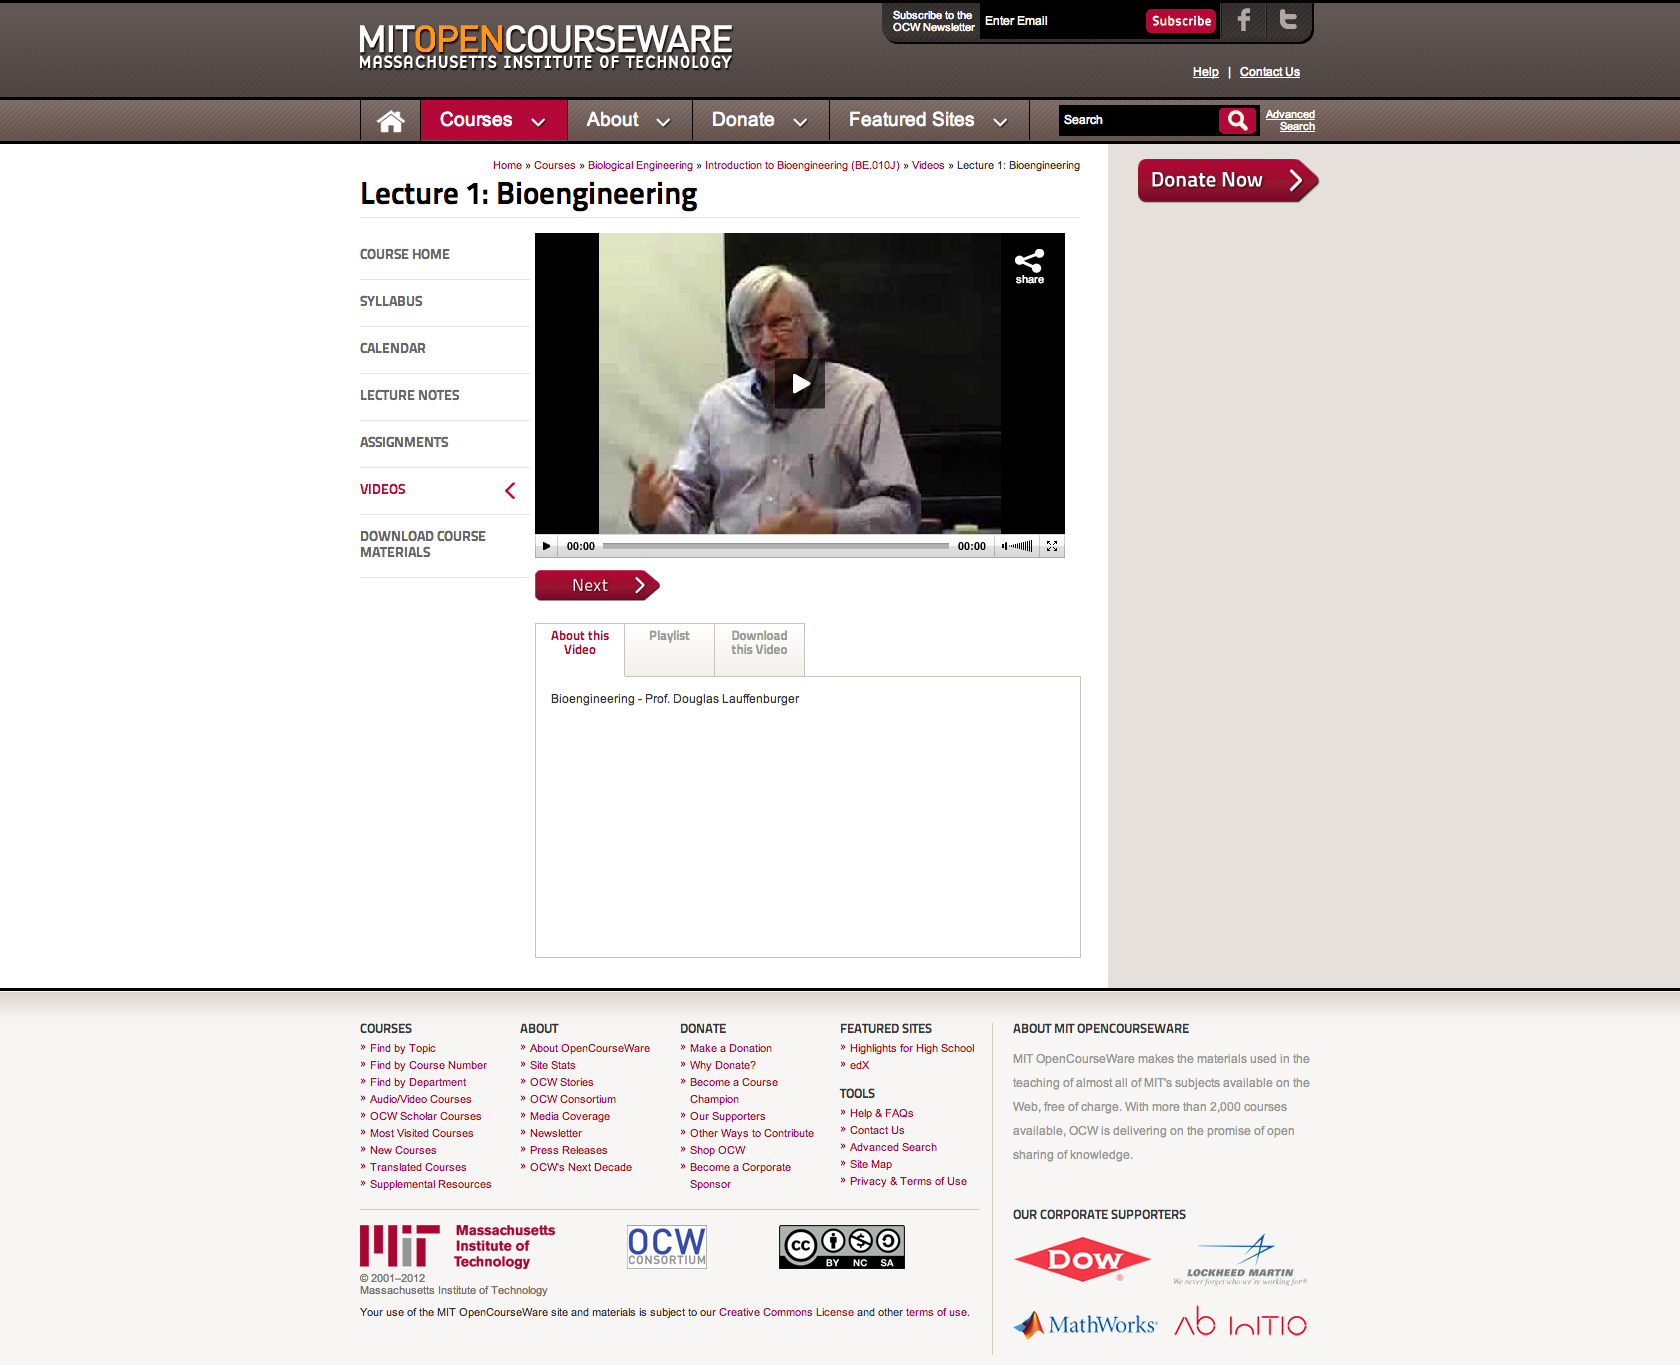 Subscribe to the
OCW Newsletter
Enter Email
Subscribe
MITOPENCOURSEWARE
MASSACHUSETTS INSTITUTE OF TECHNOLOGY
Help | Contact Us
Courses
About
Donate
Featured Sites
Search
Advanced
Search
Home » Courses » Biological Engineering » Introduction to Bioengineering (BE.010J) » Videos » Lecture 1: Bioengineering
Lecture 1: Bioengineering
Donate Now
COURSE HOME
SYLLABUS
CALENDAR
LECTURE NOTES
ASSIGNMENTS
VIDEOS
DOWNLOAD COURSE
MATERIALS
share
00:00
00:00
Next
About this
Video
Playlist
Download
this Video
Bioengineering - Prof. Douglas Lauffenburger
COURSES
» Find by Topic
» Find by Course Number
» Find by Department
» Audio/Video Courses
» OCW Scholar Courses
» Most Visited Courses
» New Courses
» Translated Courses
» Supplemental Resources
ABOUT
» About OpenCourseWare
» Site Stats
» OCW Stories
» OCW Consortium
» Media Coverage
» Newsletter
» Press Releases
» OCW's Next Decade
DONATE
» Make a Donation
» Why Donate?
» Become a Course
Champion
» Our Supporters
» Other Ways to Contribute
» Shop OCW
» Become a Corporate
Sponsor
FEATURED SITES
» Highlights for High School
» edX
TOOLS
» Help & FAQs
» Contact Us
» Advanced Search
» Site Map
» Privacy & Terms of Use
ABOUT MIT OPENCOURSEWARE
MIT OpenCourseWare makes the materials used in the
teaching of almost all of MIT's subjects available on the
Web, free of charge. With more than 2,000 courses
available, OCW is delivering on the promise of open
sharing of knowledge.
MIT
Massachusetts
Institute of
Technology
OCW
CONSORTIUM
cc
BY NC SA
© 2001–2012
Massachusetts Institute of Technology
Your use of the MIT OpenCourseWare site and materials is subject to our Creative Commons License and other terms of use.
OUR CORPORATE SUPPORTERS
DOW®
LOCKHEED MARTIN
We never forget who we're working for®
MathWorks®
Ab Initio